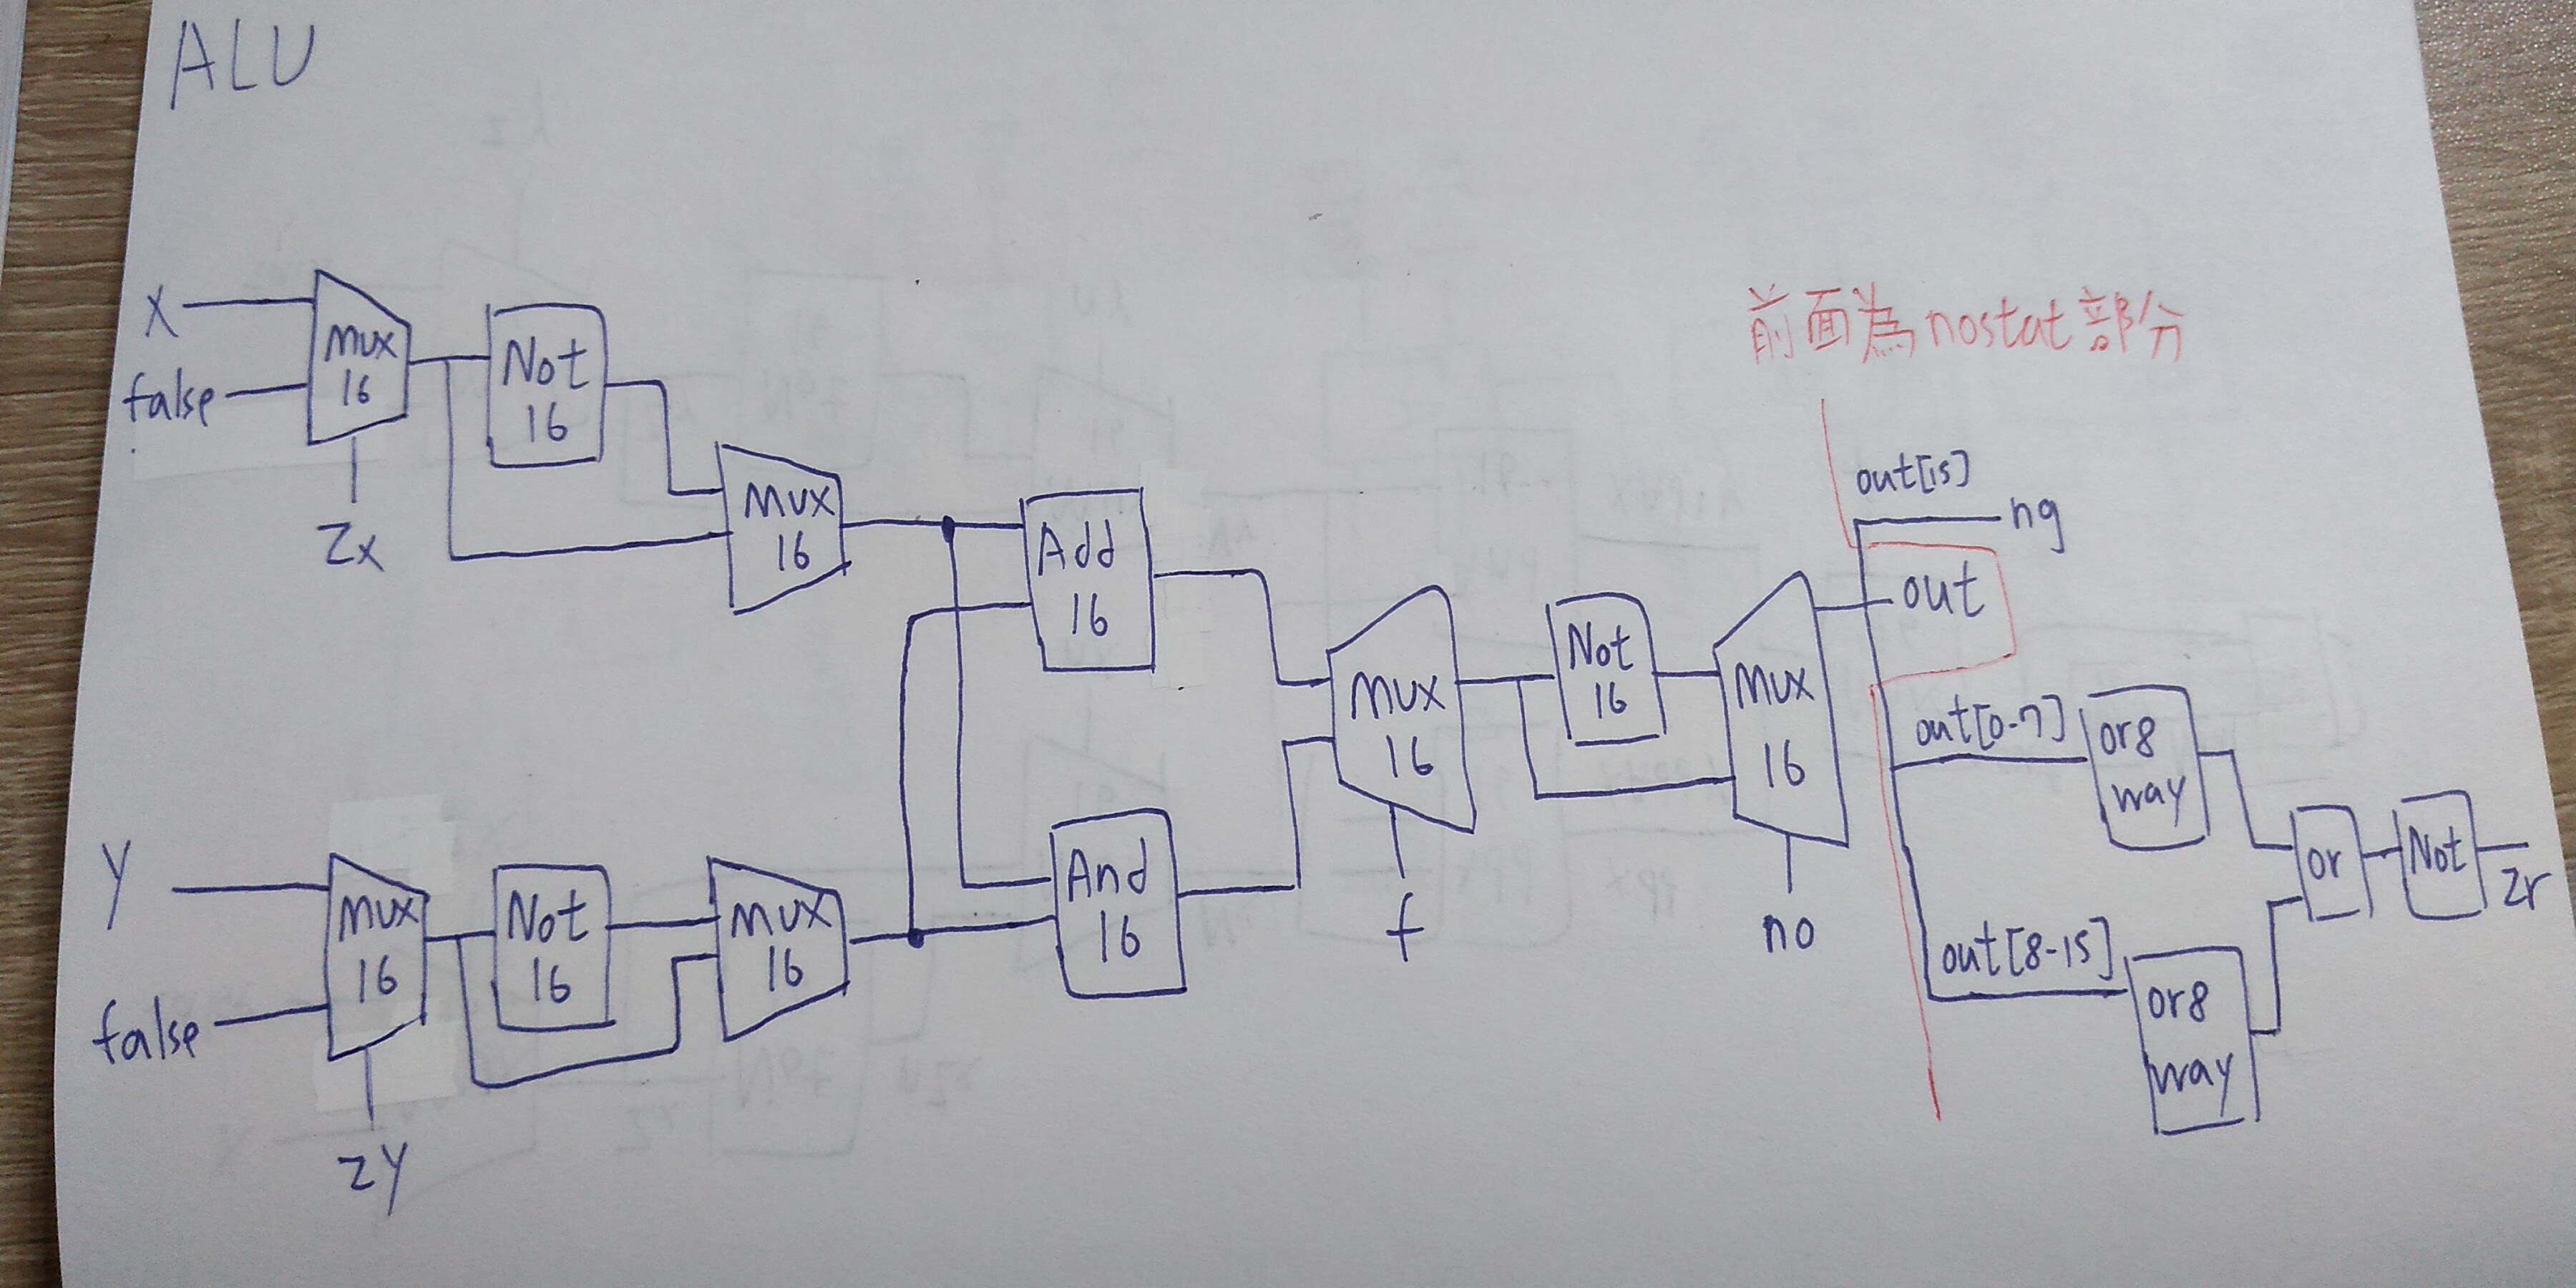 ALU
前面為nostat部分
X
false
Mux
16
Zx
Not
16
Mux
16
Add
16
Y
false
Mux
16
zy
Not
16
Mux
16
And
16
Mux
16
f
Not
16
Mux
16
no
out[15]
ng
out
out[0-7]
or8
way
out[8-15]
or8
way
or
Not
zr